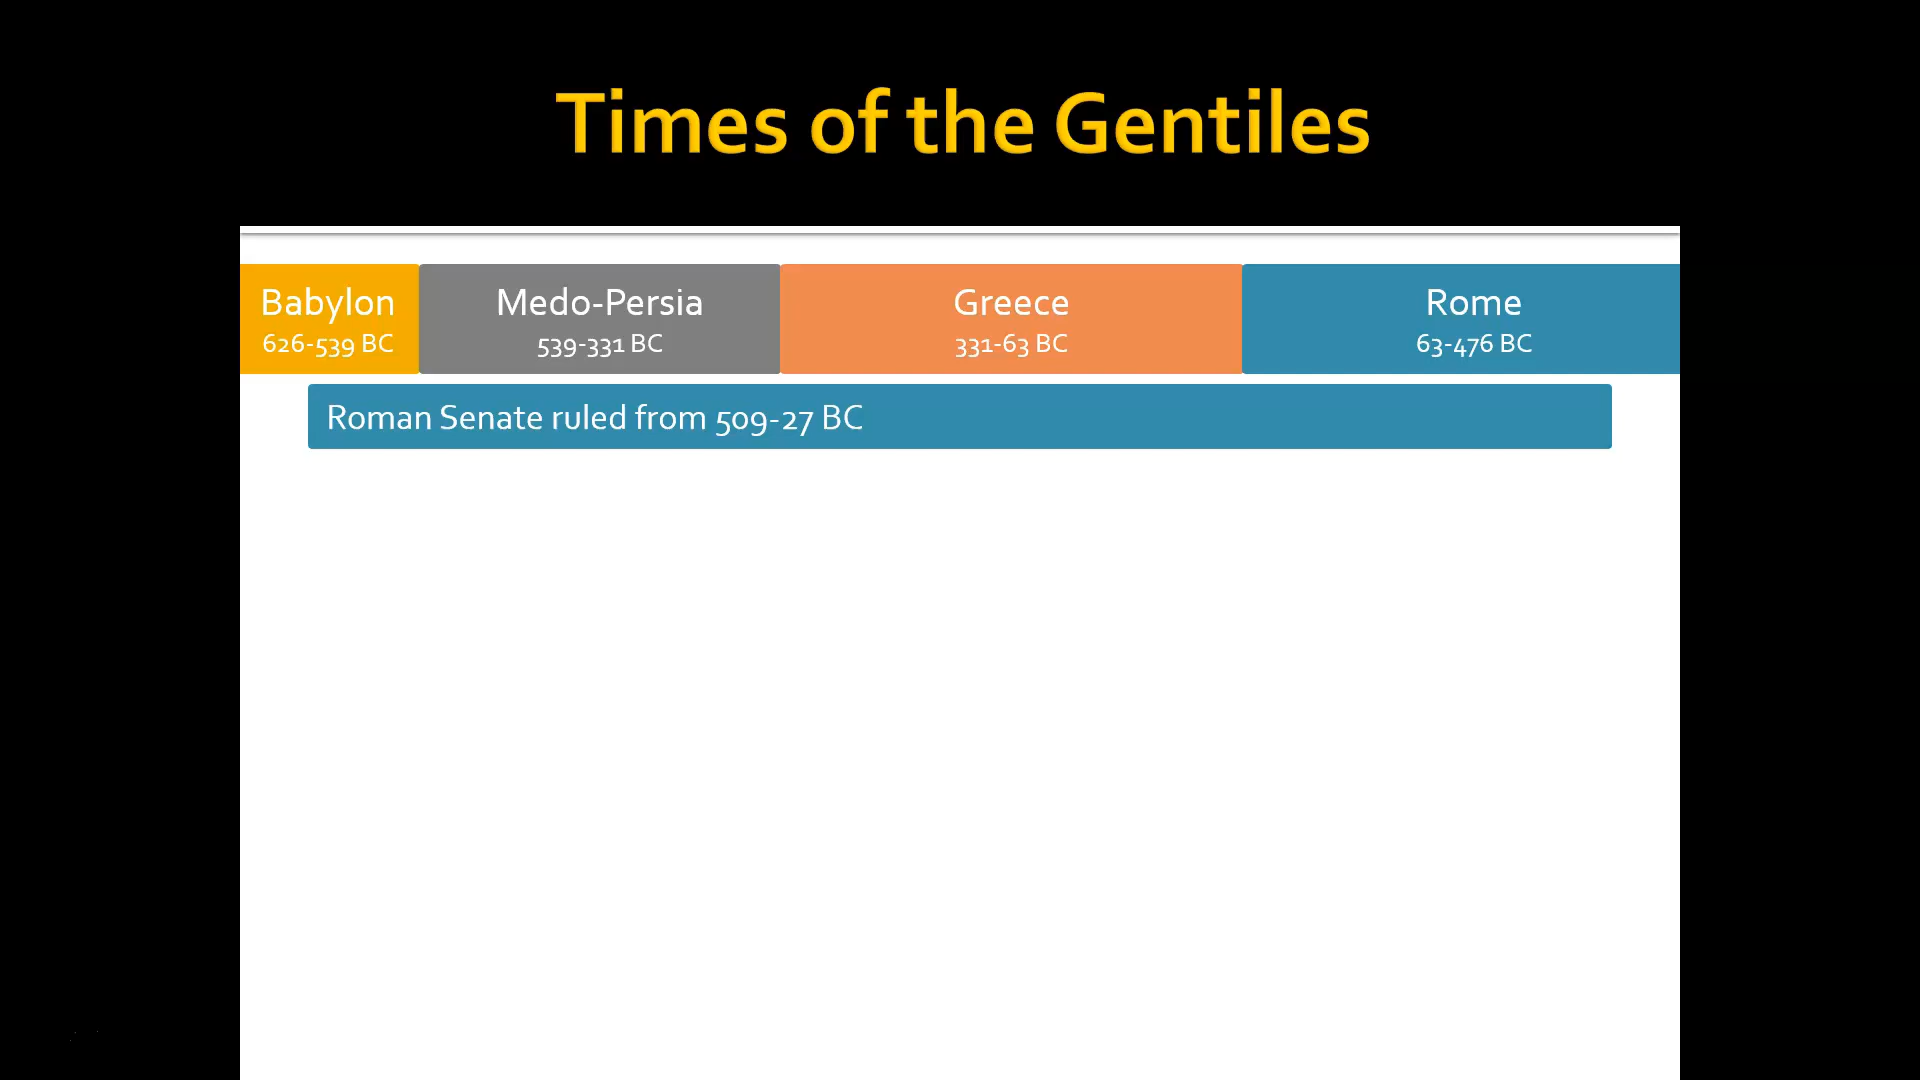 Times of the Gentiles
Babylon
626-539 BC
Medo-Persia
539-331 BC
Greece
331-63 BC
Rome
63-476 BC
Roman Senate ruled from 509-27 BC